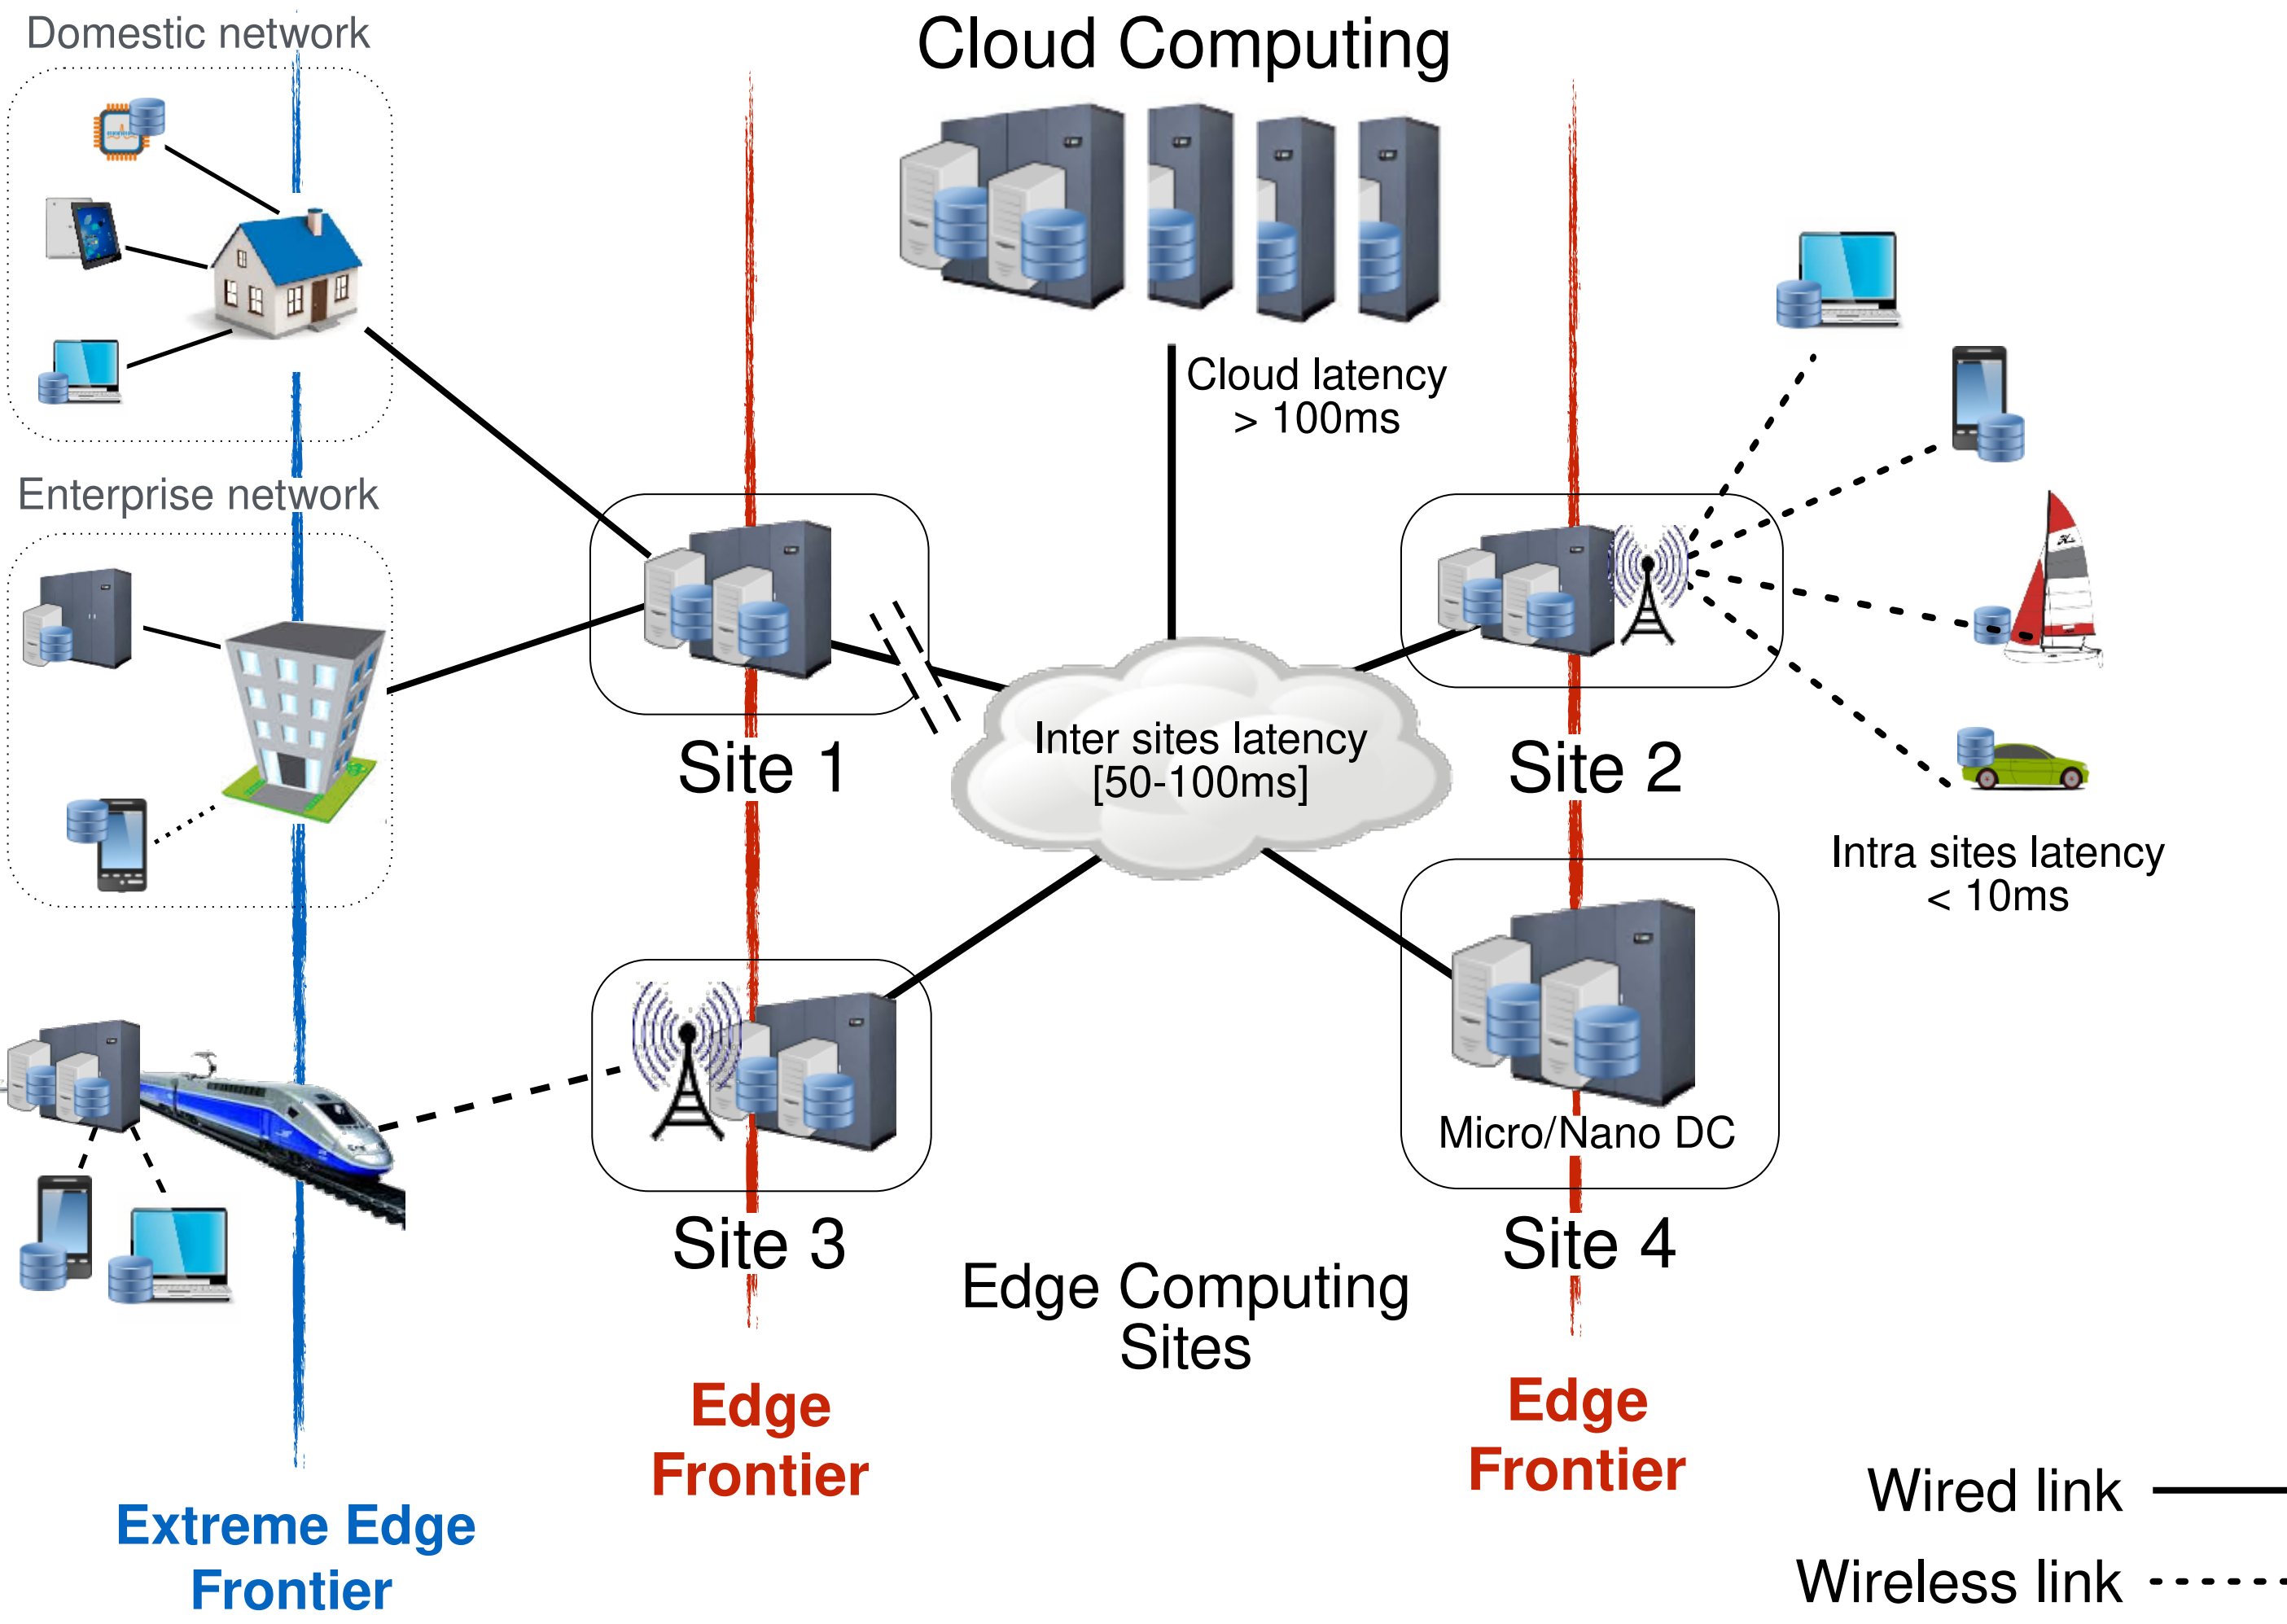 Domestic network
Cloud Computing
Cloud latency
> 100ms
Enterprise network
Inter sites latency
[50-100ms]
Site 1
Site 2
Intra sites latency
< 10ms
Micro/Nano DC
Site 3
Site 4
Edge Computing
Sites
Edge
Frontier
Edge
Frontier
Extreme Edge
Frontier
Wired link
Wireless link